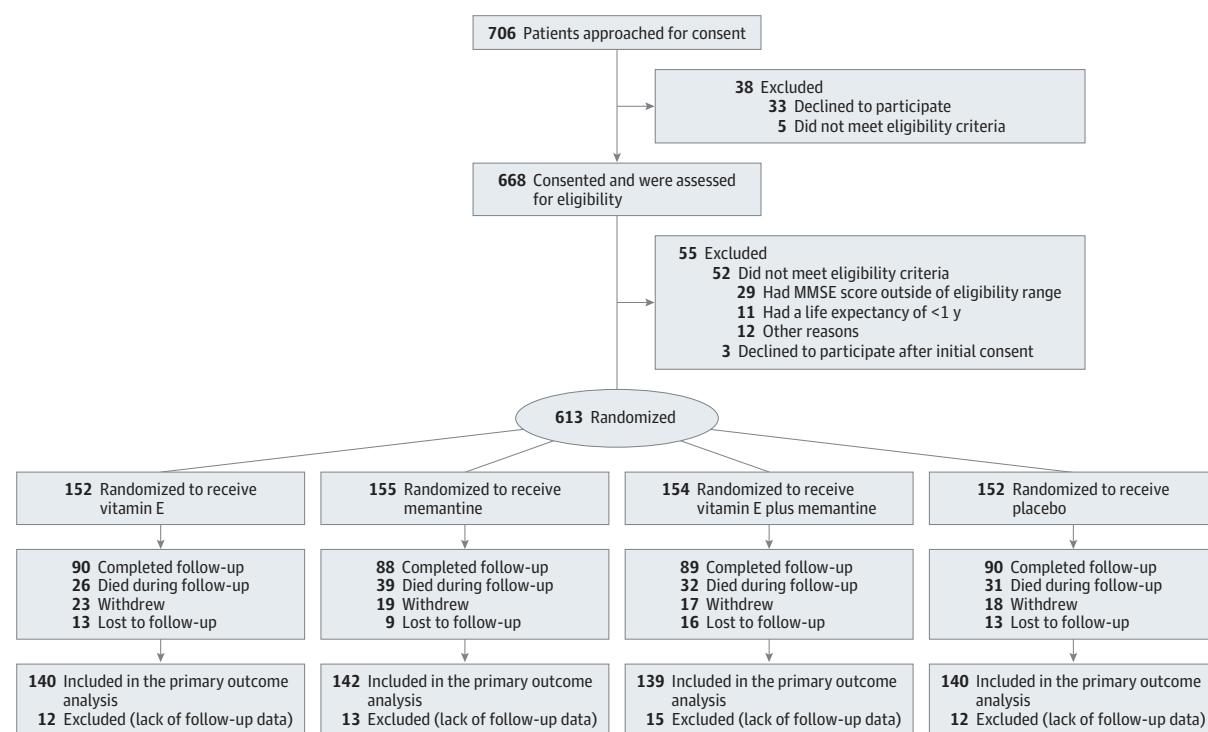 706 Patients approached for consent
38 Excluded
33 Declined to participate
5 Did not meet eligibility criteria
668 Consented and were assessed
for eligibility
55 Excluded
52 Did not meet eligibility criteria
29 Had MMSE score outside of eligibility range
11 Had a life expectancy of <1 y
12 Other reasons
3 Declined to participate after initial consent
613 Randomized
152 Randomized to receive
vitamin E
155 Randomized to receive
memantine
154 Randomized to receive
vitamin E plus memantine
152 Randomized to receive
placebo
90 Completed follow-up
26 Died during follow-up
23 Withdrew
13 Lost to follow-up
88 Completed follow-up
39 Died during follow-up
19 Withdrew
9 Lost to follow-up
89 Completed follow-up
32 Died during follow-up
17 Withdrew
16 Lost to follow-up
90 Completed follow-up
31 Died during follow-up
18 Withdrew
13 Lost to follow-up
140 Included in the primary outcome
analysis
12 Excluded (lack of follow-up data)
142 Included in the primary outcome
analysis
13 Excluded (lack of follow-up data)
139 Included in the primary outcome
analysis
15 Excluded (lack of follow-up data)
140 Included in the primary outcome
analysis
12 Excluded (lack of follow-up data)